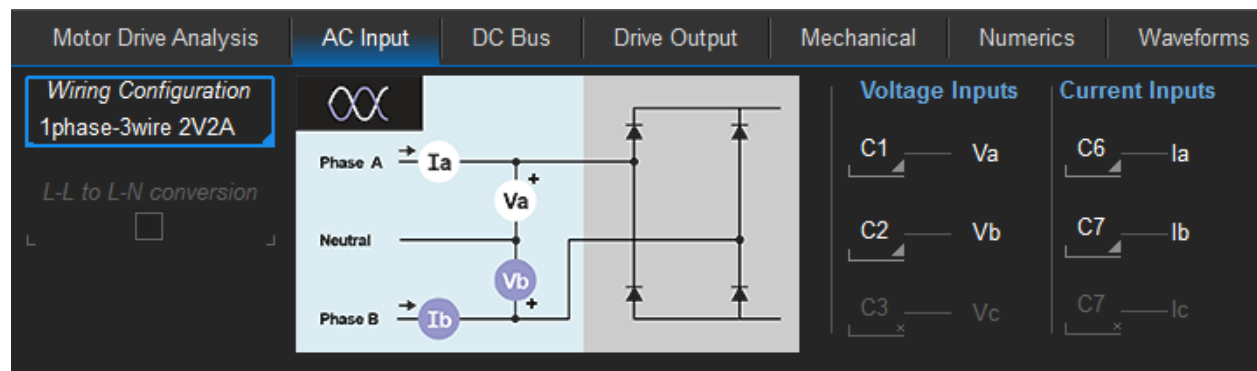 Motor Drive Analysis
AC Input
DC Bus
Drive Output
Mechanical
Numerics
Waveforms
Wiring Configuration
1phase-3wire 2V2A
L-L to L-N conversion
Phase A
Ia
+
Va
Neutral
Vb
+
Phase B
Ib
Voltage Inputs
C1
Va
C2
Vb
C3
Vc
Current Inputs
C6
Ia
C7
Ib
C7
Ic